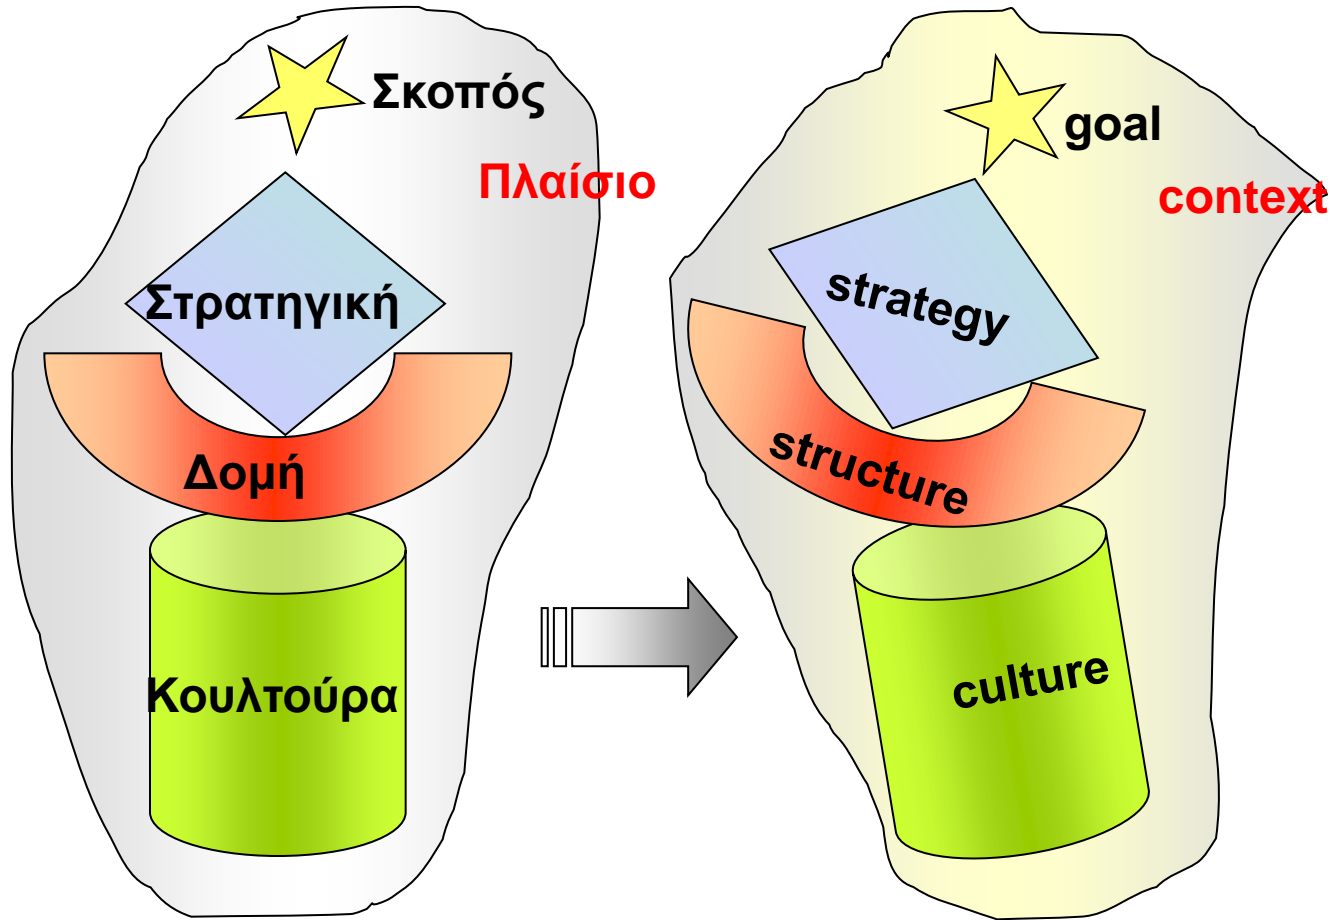 Σκοπός
Πλαίσιο
Στρατηγική
Δομή
Κουλτούρα
goal
context
strategy
structure
culture